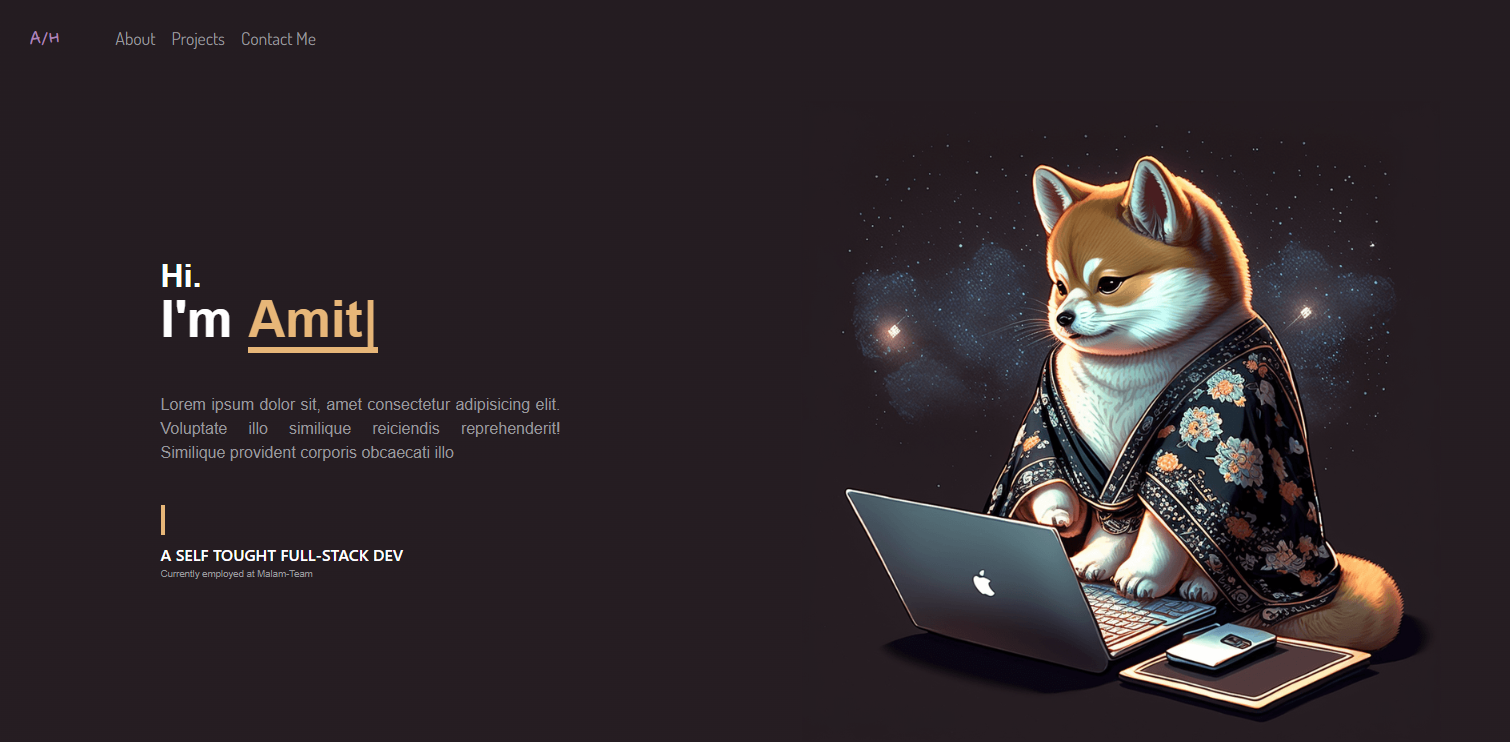 A/H
About Projects Contact Me
Hi.
I'm Amit|
Lorem ipsum dolor sit, amet consectetur adipisicing elit.
Voluptate illo similique reiciendis reprehenderit!
Similique provident corporis obcaecati illo
A SELF TOUGHT FULL-STACK DEV
Currently employed at Malam-Team